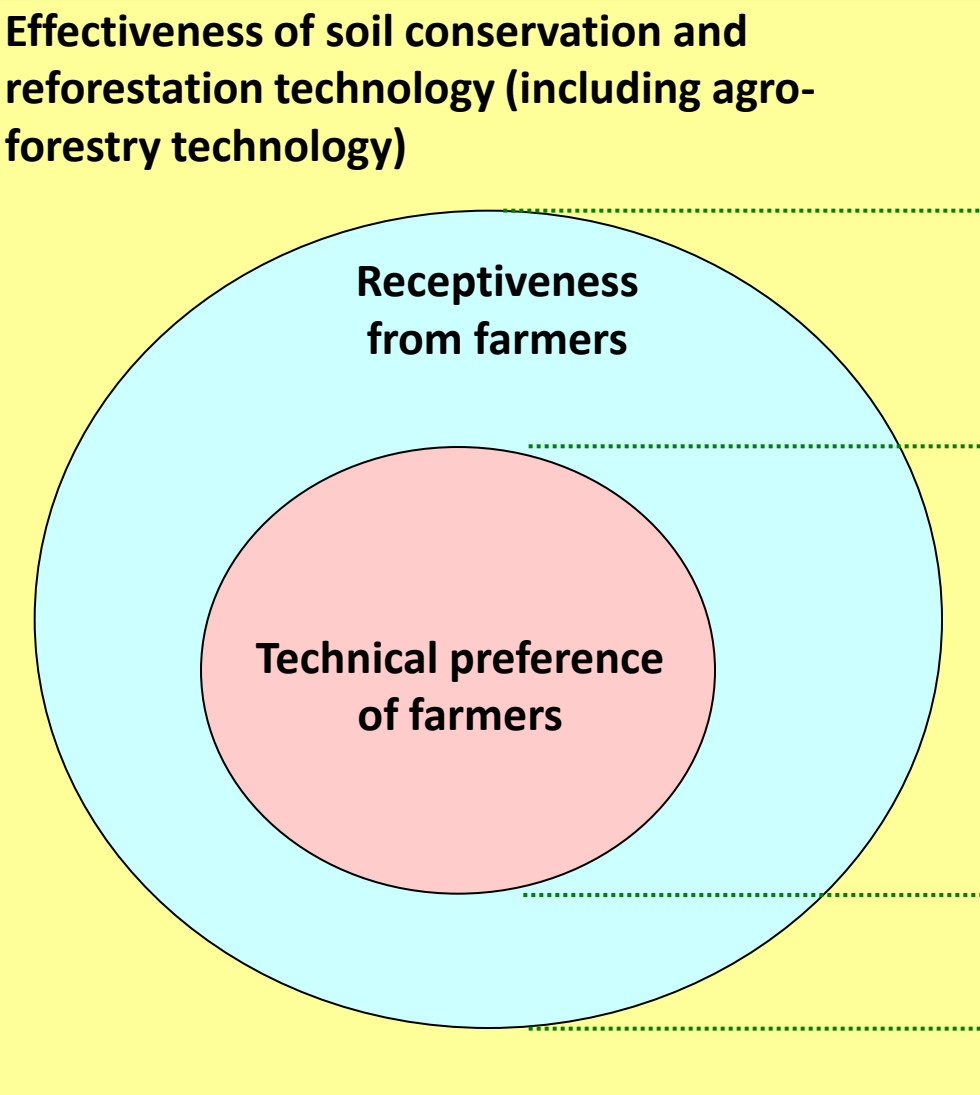 Effectiveness of soil conservation and
reforestation technology (including agro-
forestry technology)
Receptiveness
from farmers
Technical preference
of farmers